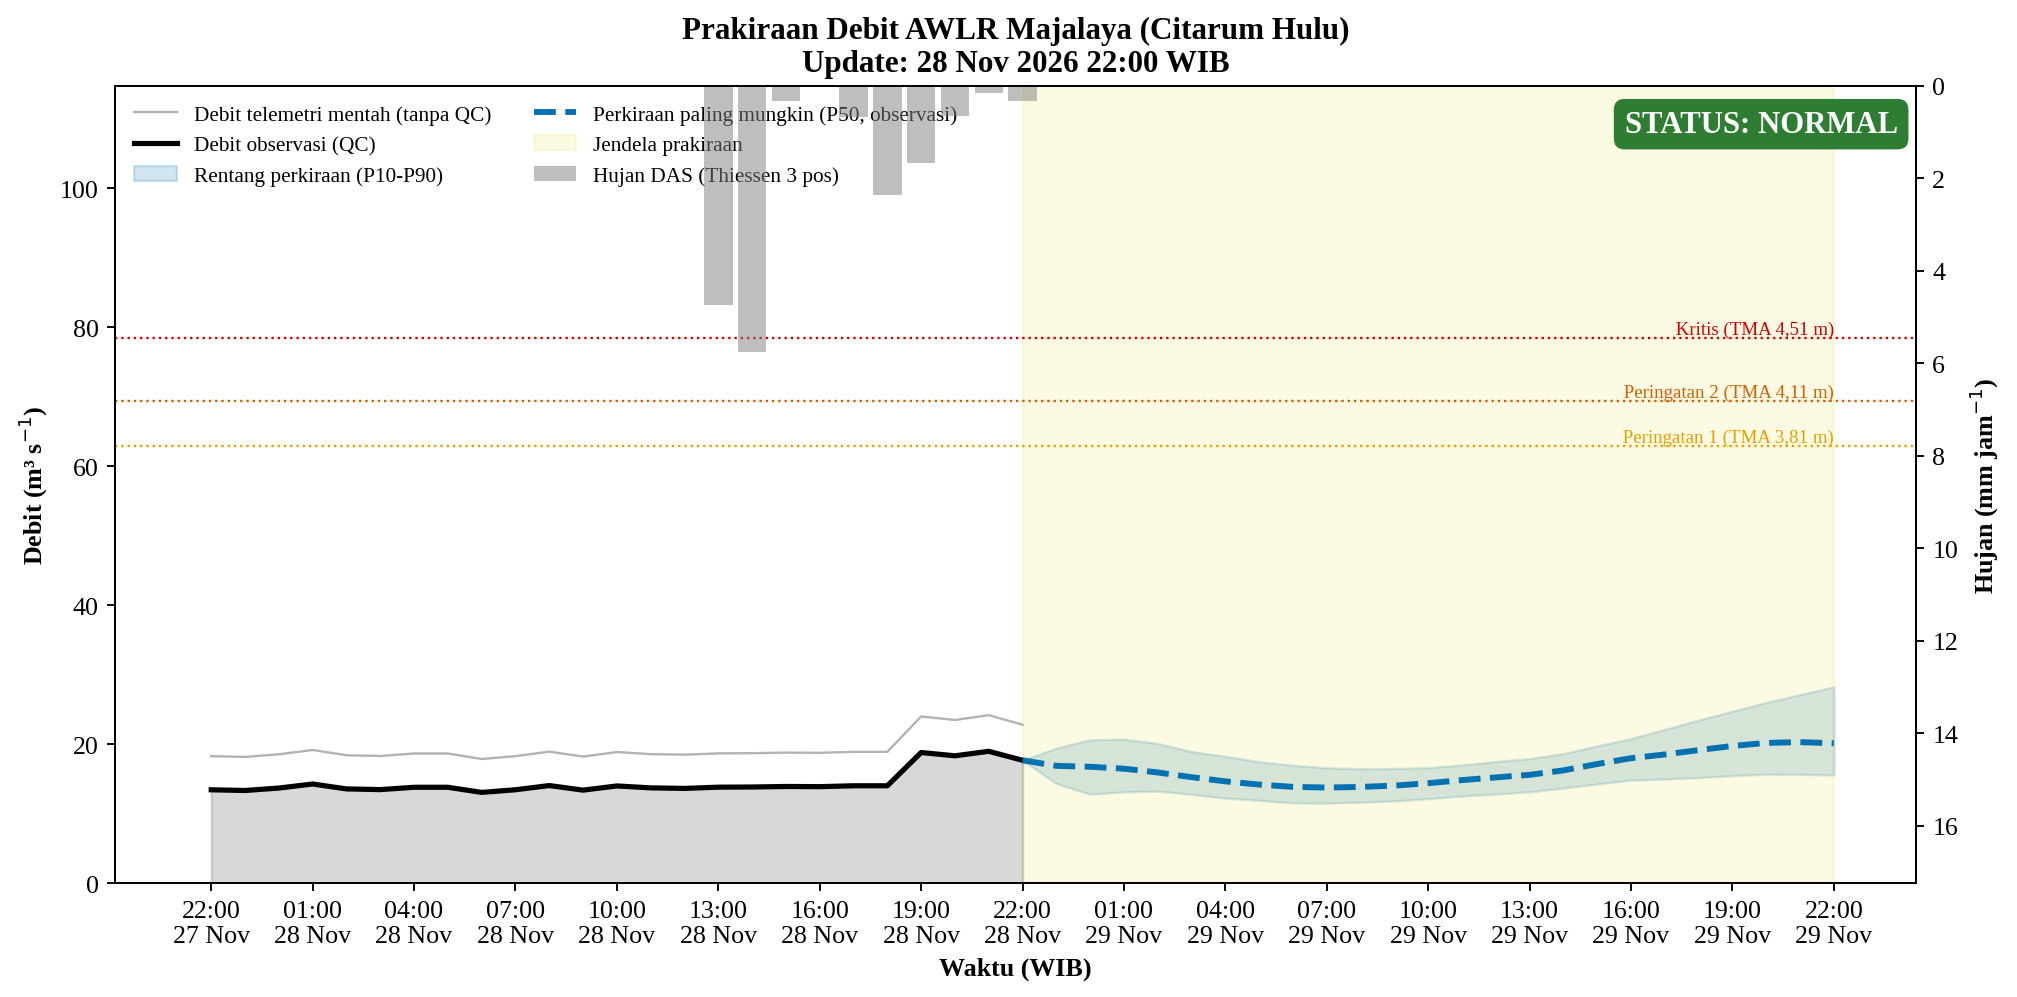 Prakiraan Debit AWLR Majalaya (Citarum Hulu)
Update: 28 Nov 2026 22:00 WIB
Debit telemetri mentah (tanpa QC)
Debit observasi (QC)
Rentang perkiraan (P10-P90)
Perkiraan paling mungkin (P50, observasi)
Jendela prakiraan
Hujan DAS (Thiessen 3 pos)
STATUS: NORMAL
Kritis (TMA 4,51 m)
Peringatan 2 (TMA 4,11 m)
Peringatan 1 (TMA 3,81 m)
Debit (m³ s⁻¹)
100
80
60
40
20
0
Hujan (mm jam⁻¹)
0
2
4
6
8
10
12
14
16
22:00 01:00 04:00 07:00 10:00 13:00 16:00 19:00 22:00 01:00 04:00 07:00 10:00 13:00 16:00 19:00 22:00
27 Nov 28 Nov 28 Nov 28 Nov 28 Nov 28 Nov 28 Nov 28 Nov 28 Nov 29 Nov 29 Nov 29 Nov 29 Nov 29 Nov 29 Nov 29 Nov 29 Nov
Waktu (WIB)